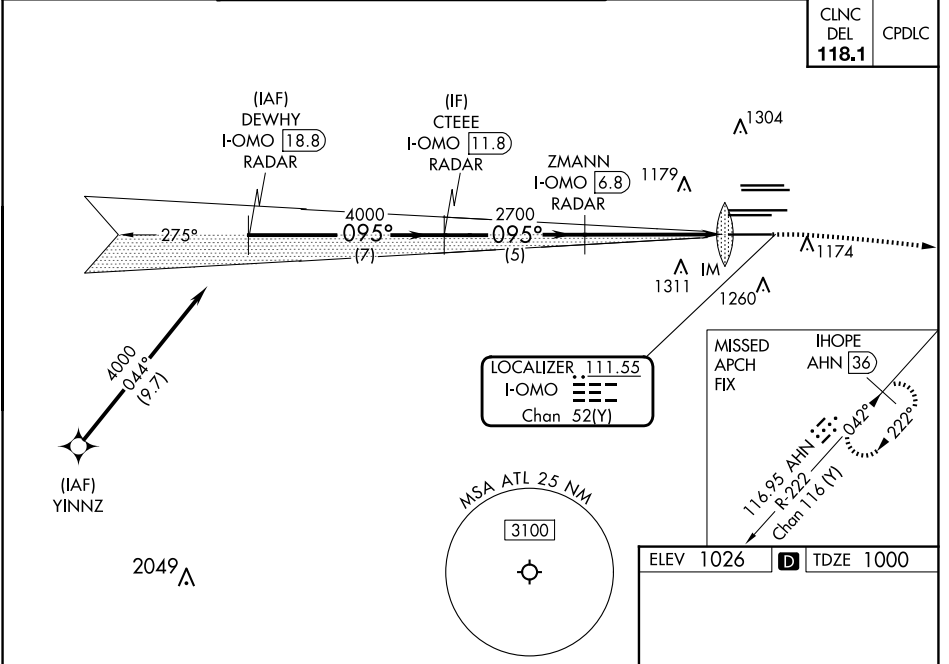 CLNC
DEL
118.1
CPDLC
(IAF)
DEWHY
I-OMO 18.8
RADAR
(IF)
CTEEE
I-OMO 11.8
RADAR
ZMANN
I-OMO 6.8
RADAR
1304
1179
275°
4000
095°
(7)
2700
095°
(5)
1174
1311
IM
1260
4000
044°
(9.7)
(IAF)
YINNZ
LOCALIZER 111.55
I-OMO
Chan 52(Y)
MISSED
APCH
FIX
IHOPE
AHN 36
042°
222°
116.95 AHN
R-222
Chan 116 (Y)
MSA ATL 25 NM
3100
2049
ELEV 1026 D TDZE 1000